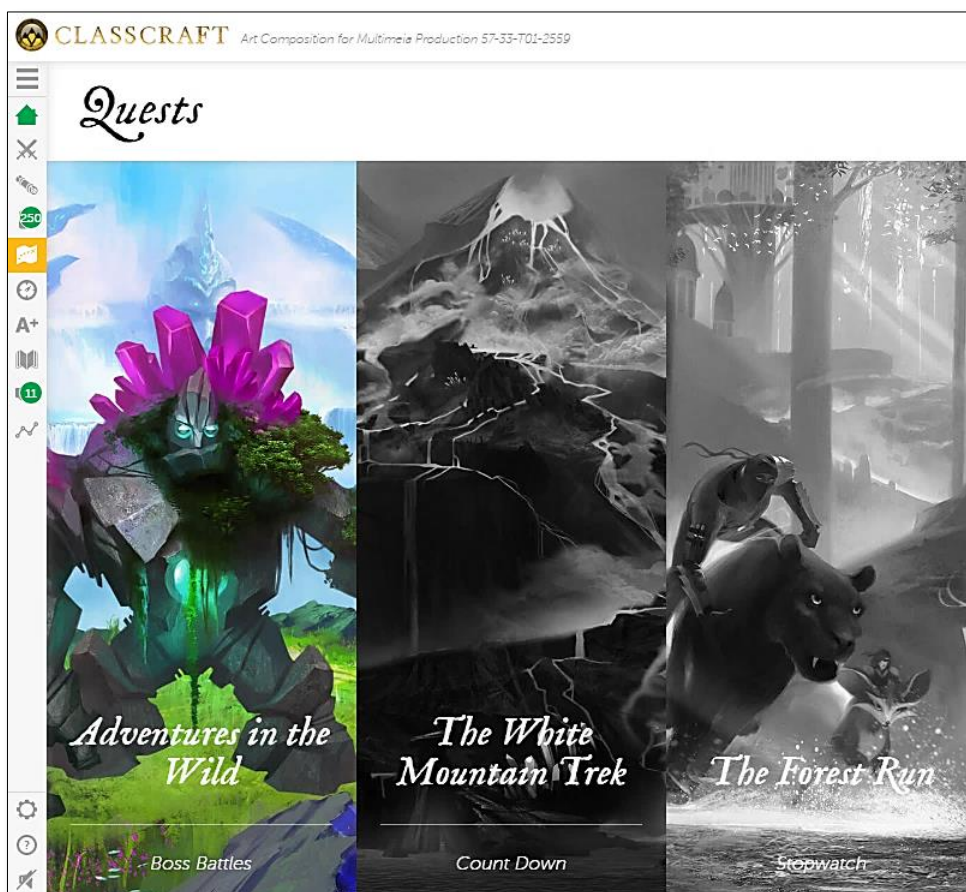 CLASSCRAFT Art Composition for Multimeia Production 57-33-T01-2559
Quests
250
A+
11
Adventures in the
Wild
Boss Battles
The White
Mountain Trek
Count Down
The Forest Run
Stopwatch
?